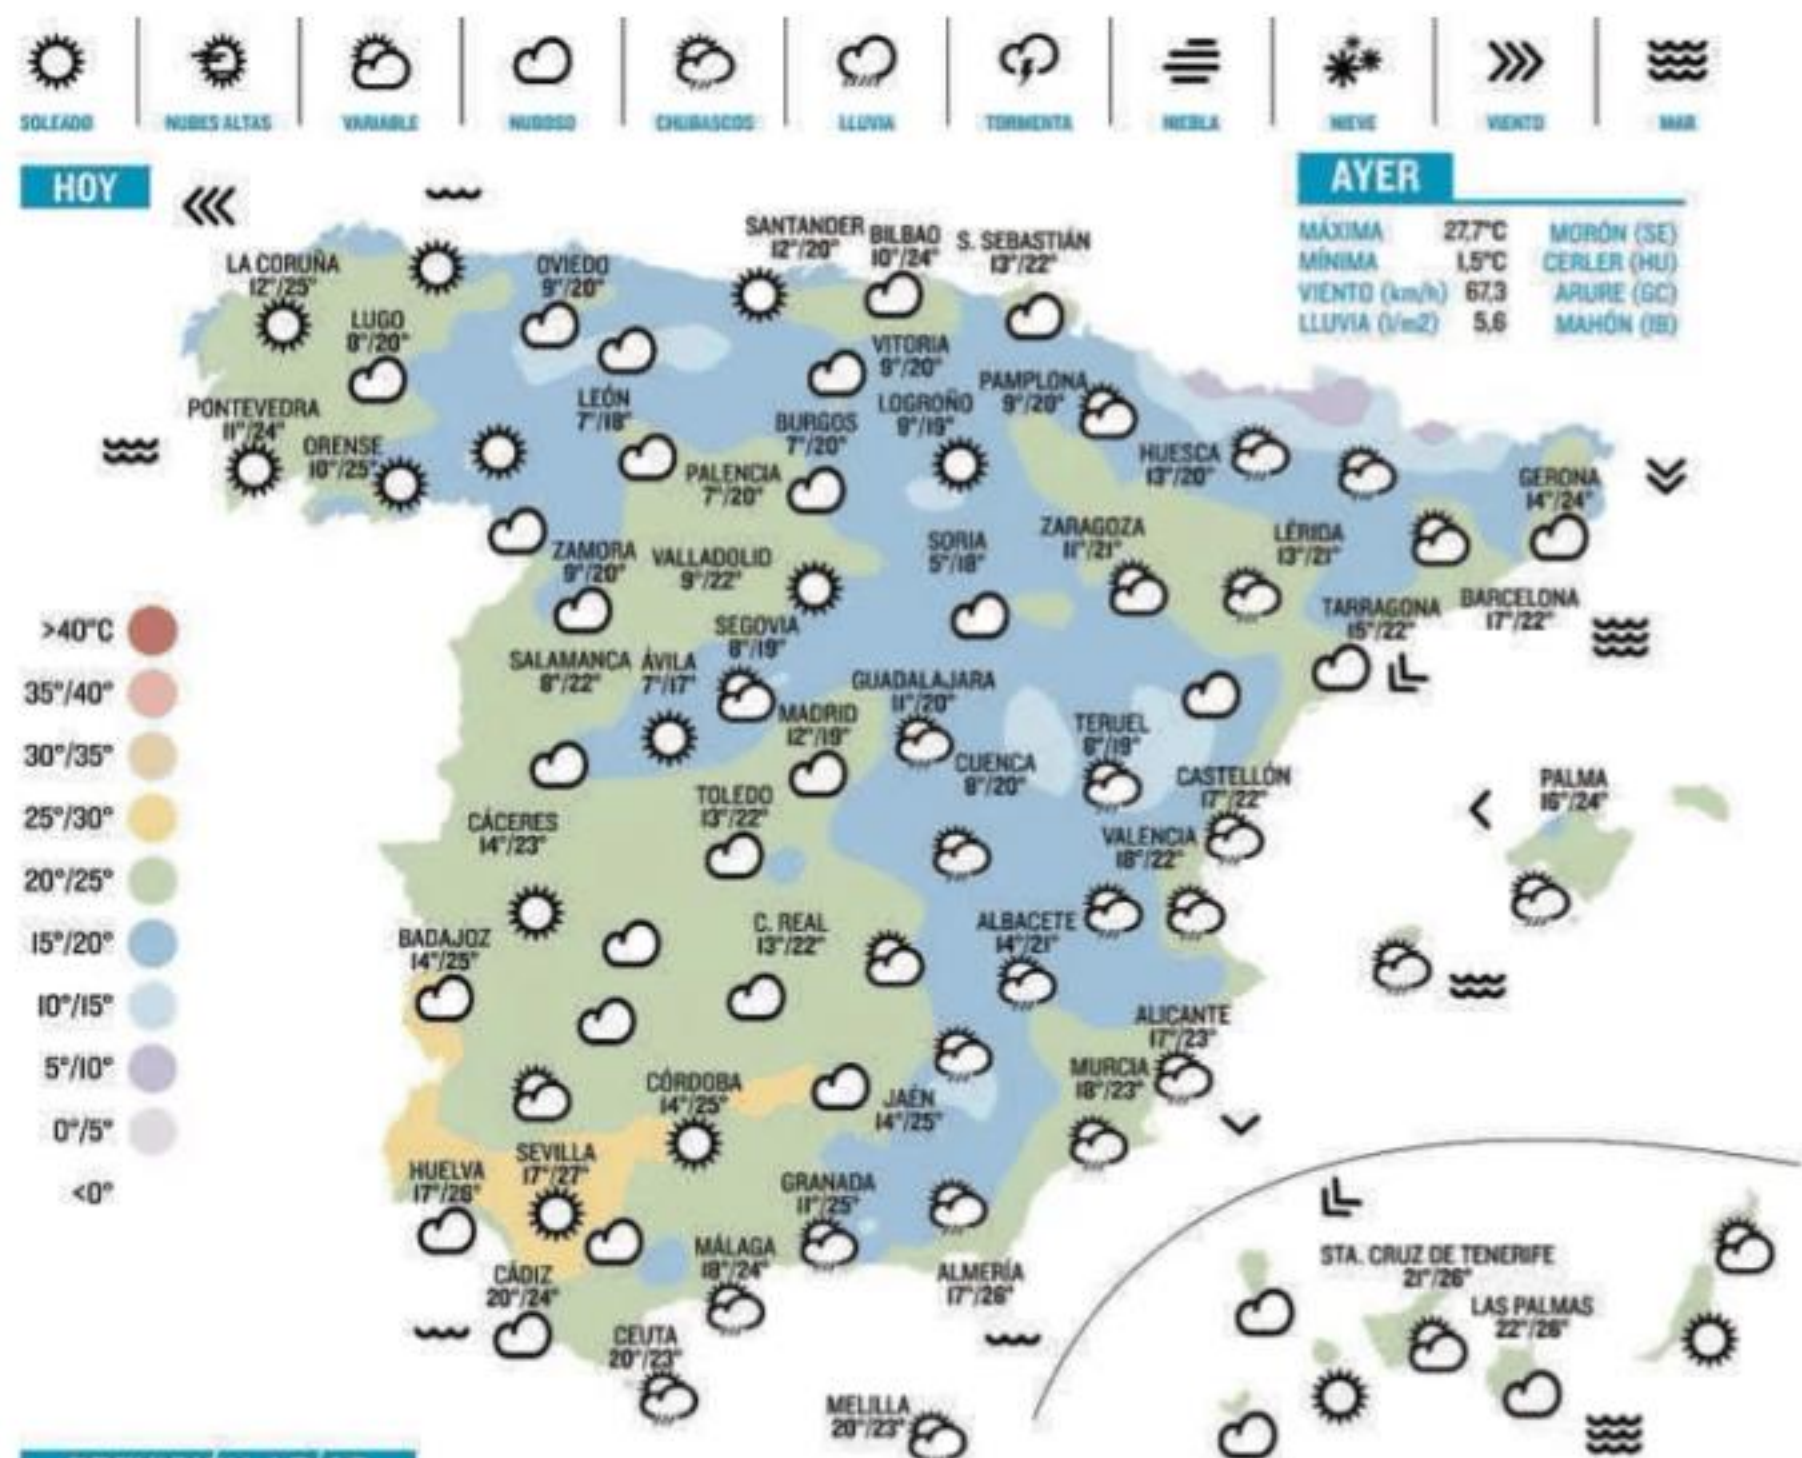 SOLEADO
NUBES ALTAS
VARIABLE
NUBOSO
CHUBASCOS
LLUVIA
TORMENTA
NIEBLA
NIEVE
VIENTO
MAR
HOY
AYER
MÁXIMA 27,7°C MORÓN (SE)
MÍNIMA 1,5°C CERLER (HU)
VIENTO (km/h) 67,3 ARURE (GC)
LLUVIA (l/m2) 5,6 MAHÓN (IB)
SANTANDER
12°/20°
BILBAO
10°/24°
S. SEBASTIÁN
13°/22°
LA CORUÑA
12°/25°
OVIEDO
9°/20°
LUGO
8°/20°
VITORIA
9°/20°
PAMPLONA
9°/20°
LEÓN
7°/18°
LOGROÑO
9°/19°
PONTEVEDRA
11°/24°
BURGOS
7°/20°
ORENSE
10°/25°
PALENCIA
7°/20°
HUESCA
13°/20°
GERONA
14°/24°
ZARAGOZA
11°/21°
LÉRIDA
13°/21°
SORIA
5°/18°
ZAMORA
9°/20°
VALLADOLID
9°/22°
TARRAGONA
15°/22°
BARCELONA
17°/22°
SEGOVIA
8°/19°
SALAMANCA
8°/22°
ÁVILA
7°/17°
GUADALAJARA
11°/20°
MADRID
12°/19°
TERUEL
8°/19°
CUENCA
8°/20°
CASTELLÓN
17°/22°
PALMA
16°/24°
TOLEDO
13°/22°
CÁCERES
14°/23°
VALENCIA
18°/22°
BADAJOZ
14°/25°
C. REAL
13°/22°
ALBACETE
14°/21°
ALICANTE
17°/23°
MURCIA
18°/23°
CÓRDOBA
14°/25°
JAÉN
14°/25°
SEVILLA
17°/27°
HUELVA
17°/26°
GRANADA
11°/25°
MÁLAGA
18°/24°
ALMERÍA
17°/26°
CÁDIZ
20°/24°
CEUTA
20°/23°
MELILLA
20°/23°
STA. CRUZ DE TENERIFE
21°/26°
LAS PALMAS
22°/26°
>40°C
35°/40°
30°/35°
25°/30°
20°/25°
15°/20°
10°/15°
5°/10°
0°/5°
<0°